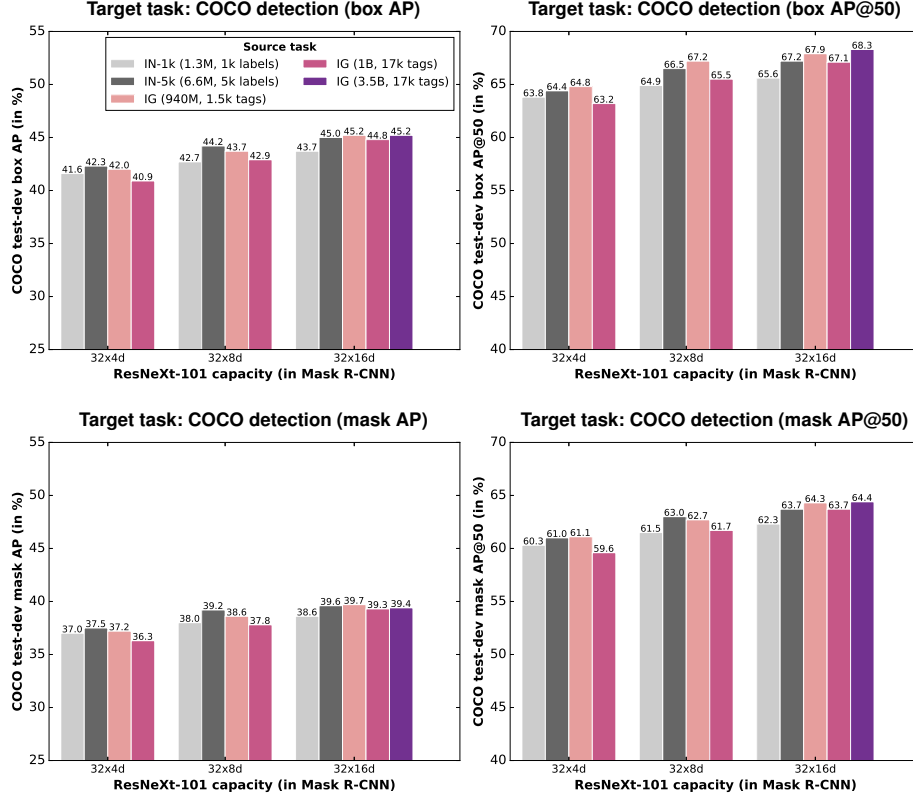 Target task: COCO detection (box AP)
COCO test-dev box AP (in %)
55
50
45
40
35
30
25
Source task
IN-1k (1.3M, 1k labels)
IN-5k (6.6M, 5k labels)
IG (940M, 1.5k tags)
IG (1B, 17k tags)
IG (3.5B, 17k tags)
41.6 42.3 42.0 40.9
42.7 44.2 43.7 42.9
43.7 45.0 45.2 44.8 45.2
32x4d 32x8d 32x16d
ResNeXt-101 capacity (in Mask R-CNN)
Target task: COCO detection (box AP@50)
COCO test-dev box AP@50 (in %)
70
65
60
55
50
45
40
63.8 64.4 64.8 63.2
64.9 66.5 67.2 65.5
65.6 67.2 67.9 67.1 68.3
32x4d 32x8d 32x16d
ResNeXt-101 capacity (in Mask R-CNN)
Target task: COCO detection (mask AP)
COCO test-dev mask AP (in %)
55
50
45
40
35
30
25
37.0 37.5 37.2 36.3
38.0 39.2 38.6 37.8
38.6 39.6 39.7 39.3 39.4
32x4d 32x8d 32x16d
ResNeXt-101 capacity (in Mask R-CNN)
Target task: COCO detection (mask AP@50)
COCO test-dev mask AP@50 (in %)
70
65
60
55
50
45
40
60.3 61.0 61.1 59.6
61.5 63.0 62.7 61.7
62.3 63.7 64.3 63.7 64.4
32x4d 32x8d 32x16d
ResNeXt-101 capacity (in Mask R-CNN)